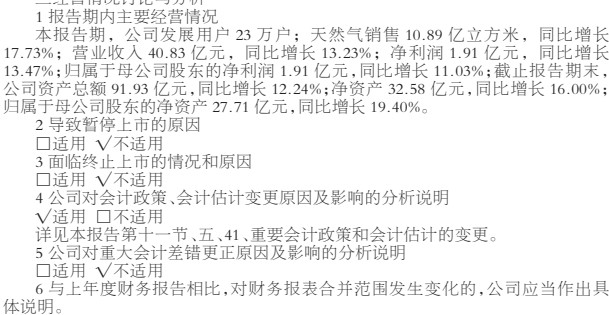 三经营情况讨论与分析
1 报告期内主要经营情况
本报告期，公司发展用户 23 万户；天然气销售 10.89 亿立方米，同比增长
17.73%；营业收入 40.83 亿元，同比增长 13.23%；净利润 1.91 亿元，同比增长
13.47%；归属于母公司股东的净利润 1.91 亿元，同比增长 11.03%；截止报告期末，
公司资产总额 91.93 亿元，同比增长 12.24%；净资产 32.58 亿元，同比增长 16.00%；
归属于母公司股东的净资产 27.71 亿元，同比增长 19.40%。
2 导致暂停上市的原因
□适用 √不适用
3 面临终止上市的情况和原因
□适用 √不适用
4 公司对会计政策、会计估计变更原因及影响的分析说明
√适用 □不适用
详见本报告第十一节、五、41、重要会计政策和会计估计的变更。
5 公司对重大会计差错更正原因及影响的分析说明
□适用 √不适用
6 与上年度财务报告相比，对财务报表合并范围发生变化的，公司应当作出具
体说明。